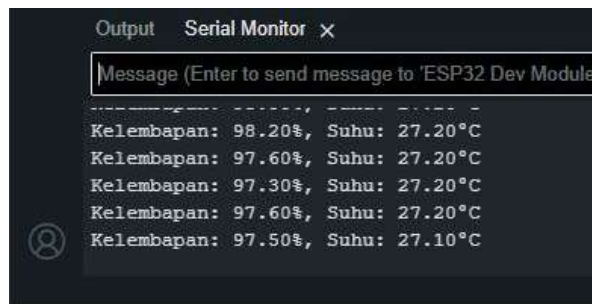 Output Serial Monitor ×
Message (Enter to send message to 'ESP32 Dev Module
Kelembapan: 98.20%, Suhu: 27.20°C
Kelembapan: 97.60%, Suhu: 27.20°C
Kelembapan: 97.30%, Suhu: 27.20°C
Kelembapan: 97.60%, Suhu: 27.20°C
Kelembapan: 97.50%, Suhu: 27.10°C